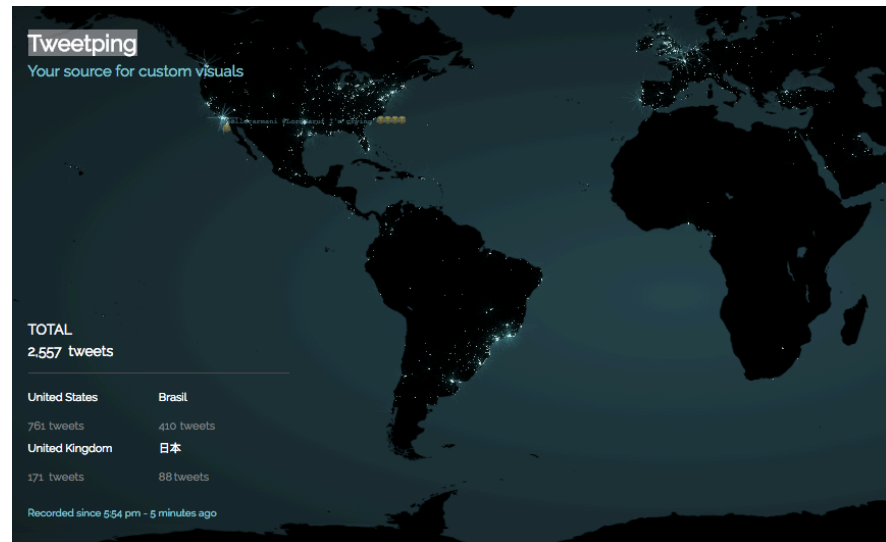 Tweetping
Your source for custom visuals
TOTAL
2,557 tweets
United States Brasil
761 tweets 410 tweets
United Kingdom 日本
171 tweets 88 tweets
Recorded since 5:54 pm - 5 minutes ago